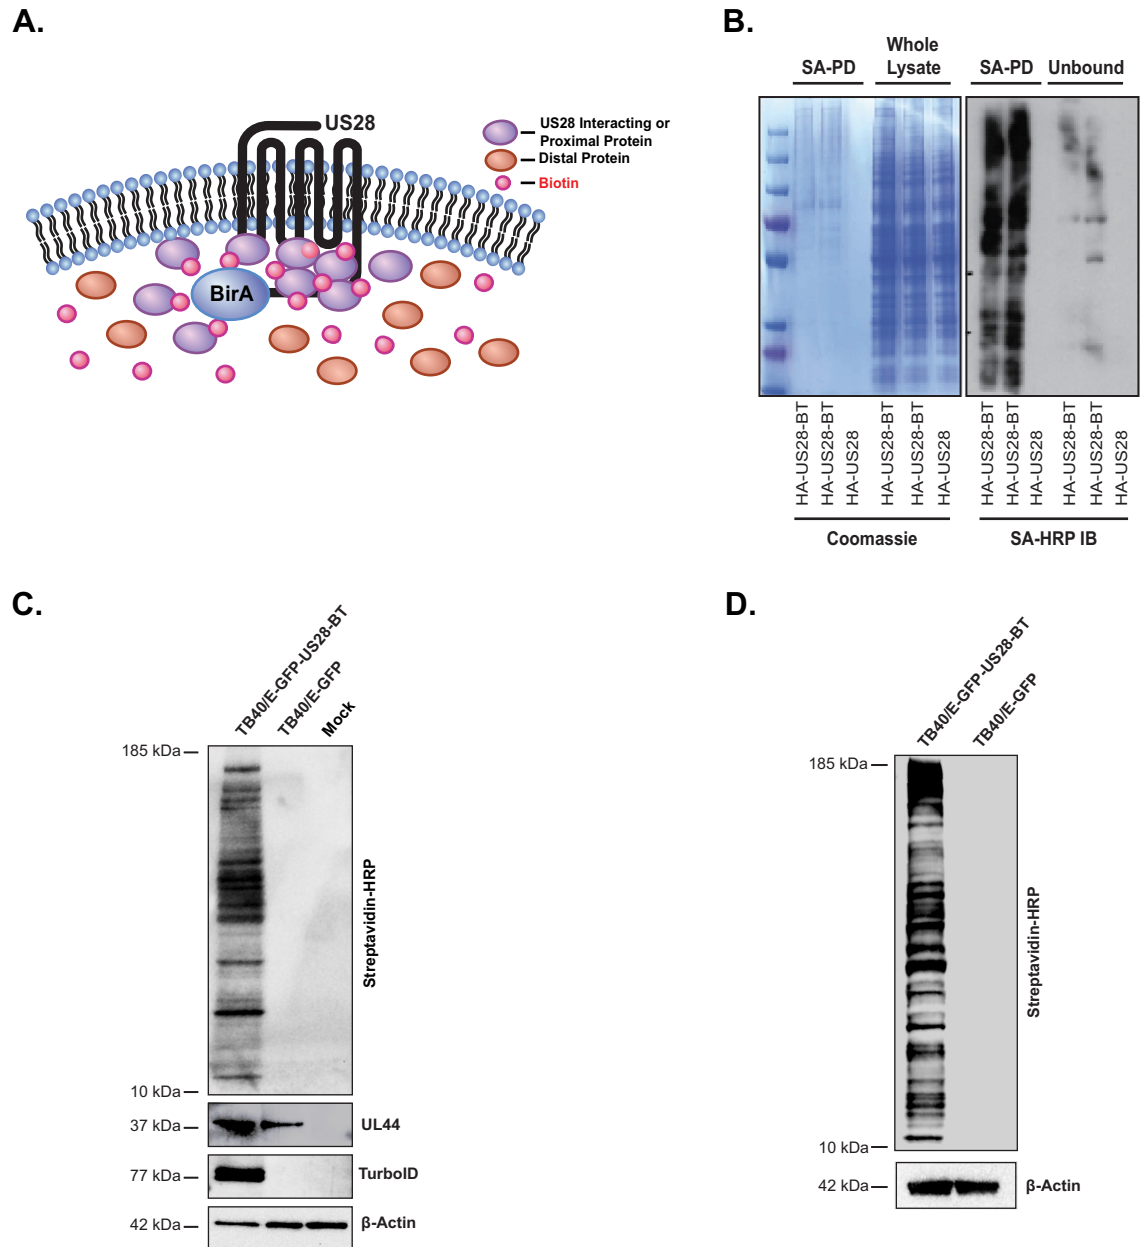 A.
US28
US28 Interacting or
Proximal Protein
Distal Protein
Biotin
BirA
B.
SA-PD
Whole
Lysate
SA-PD
Unbound
HA-US28-BT
HA-US28-BT
HA-US28
HA-US28-BT
HA-US28-BT
HA-US28
HA-US28-BT
HA-US28-BT
HA-US28
HA-US28-BT
HA-US28-BT
HA-US28
Coomassie
SA-HRP IB
C.
TB40/E-GFP-US28-BT
TB40/E-GFP
Mock
185 kDa
10 kDa
Streptavidin-HRP
37 kDa
UL44
77 kDa
TurboID
42 kDa
β-Actin
D.
TB40/E-GFP-US28-BT
TB40/E-GFP
185 kDa
10 kDa
Streptavidin-HRP
42 kDa
β-Actin